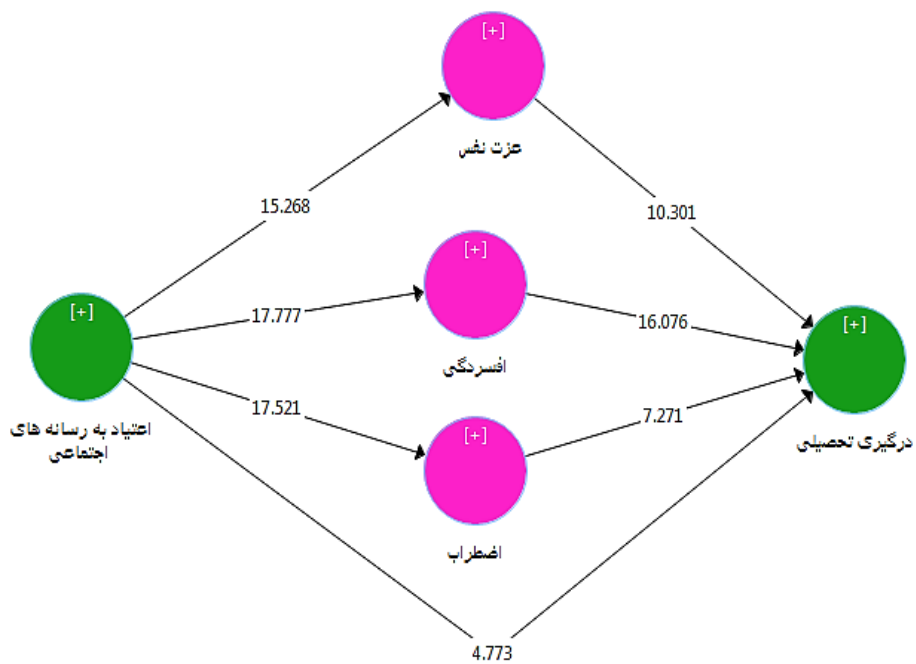 [+]
عزت نفس
15.268
10.301
[+]
17.777
16.076
افسردگی
[+]
اعتیاد به رسانه های
اجتماعی
[+]
درگیری تحصیلی
17.521
7.271
[+]
اضطراب
4.773